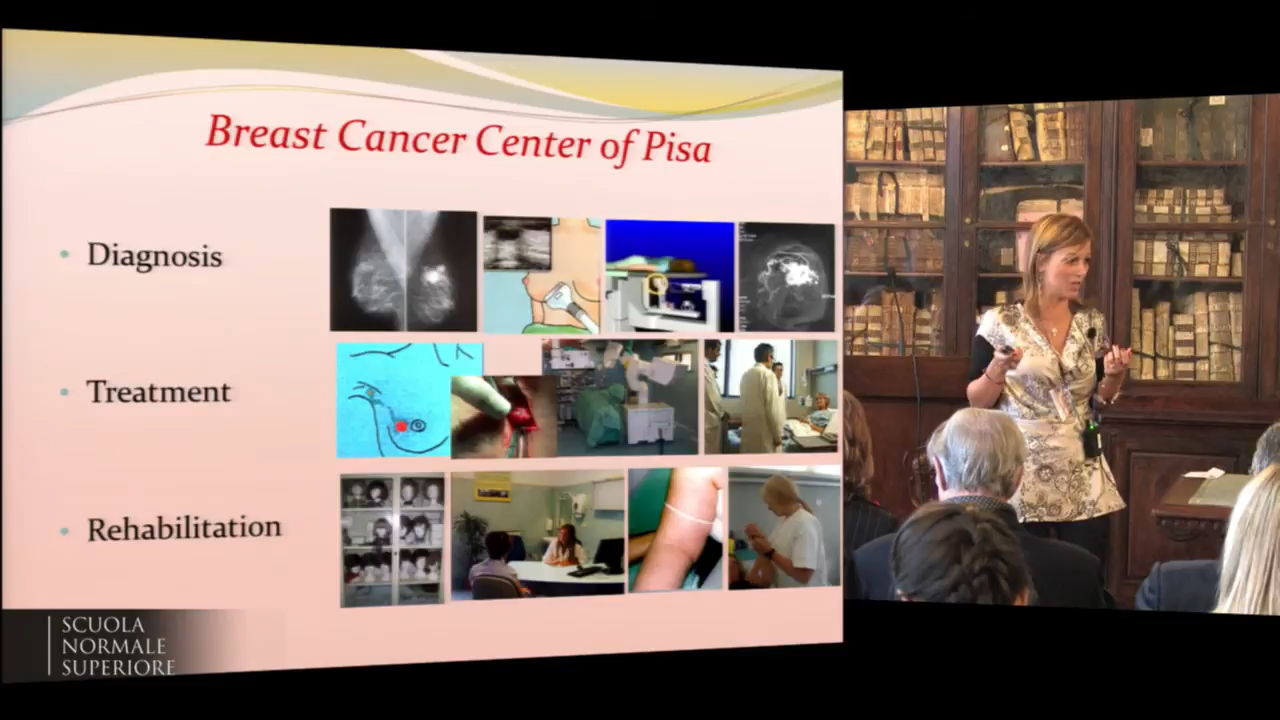 Breast Cancer Center of Pisa
Diagnosis
Treatment
Rehabilitation
SCUOLA
NORMALE
SUPERIORE